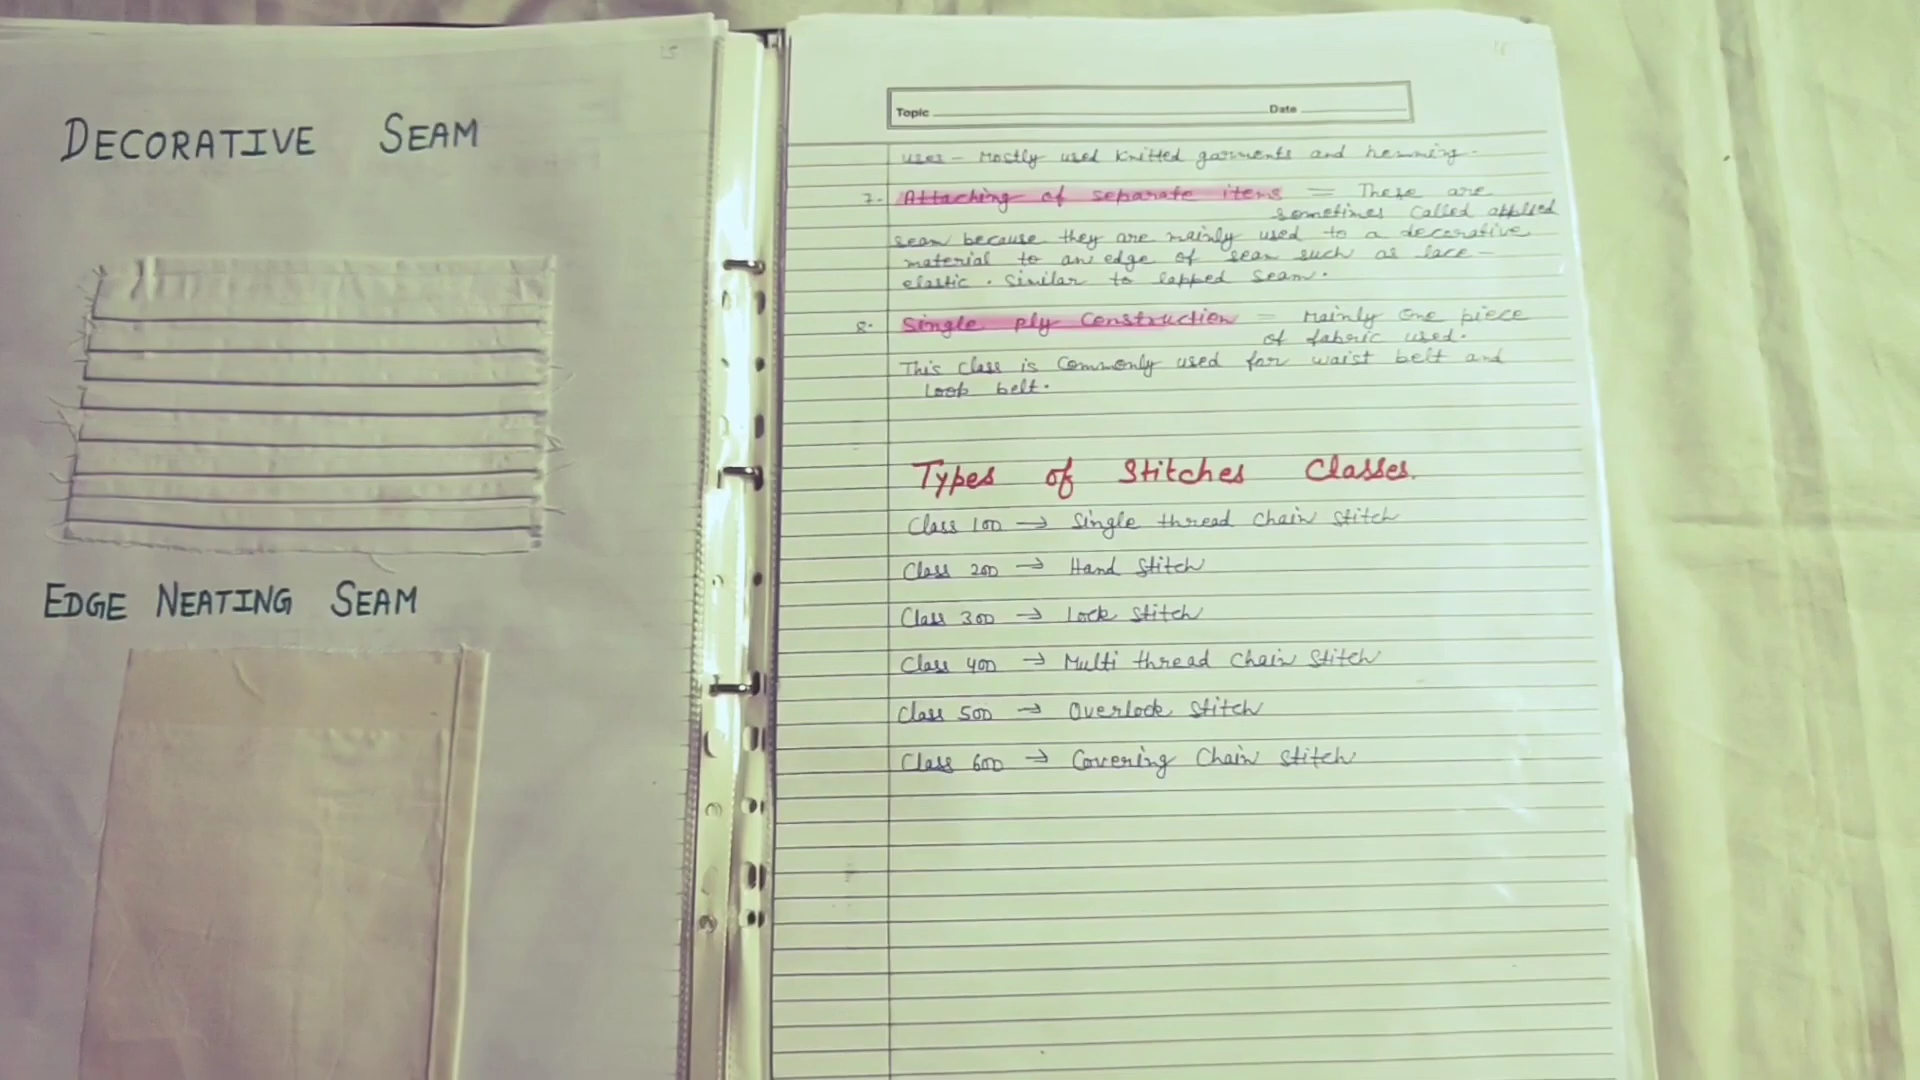 DECORATIVE SEAM
EDGE NEATING SEAM
Topic Date
uses - Mostly used knitted garments and hemming.
7. Attaching of separate items = These are
sometimes called applied
seam because they are mainly used to a decorative
material to an edge of seam such as lace -
elastic. Similar to lapped seam.
8. Single ply Construction = Mainly one piece
of fabric used.
This class is commonly used for waist belt and
loop belt.
Types of Stitches Classes.
Class 100 → Single thread chain stitch
Class 200 → Hand Stitch
Class 300 → Lock stitch
Class 400 → Multi thread chain stitch
Class 500 → Overlock stitch
Class 600 → Covering Chain stitch